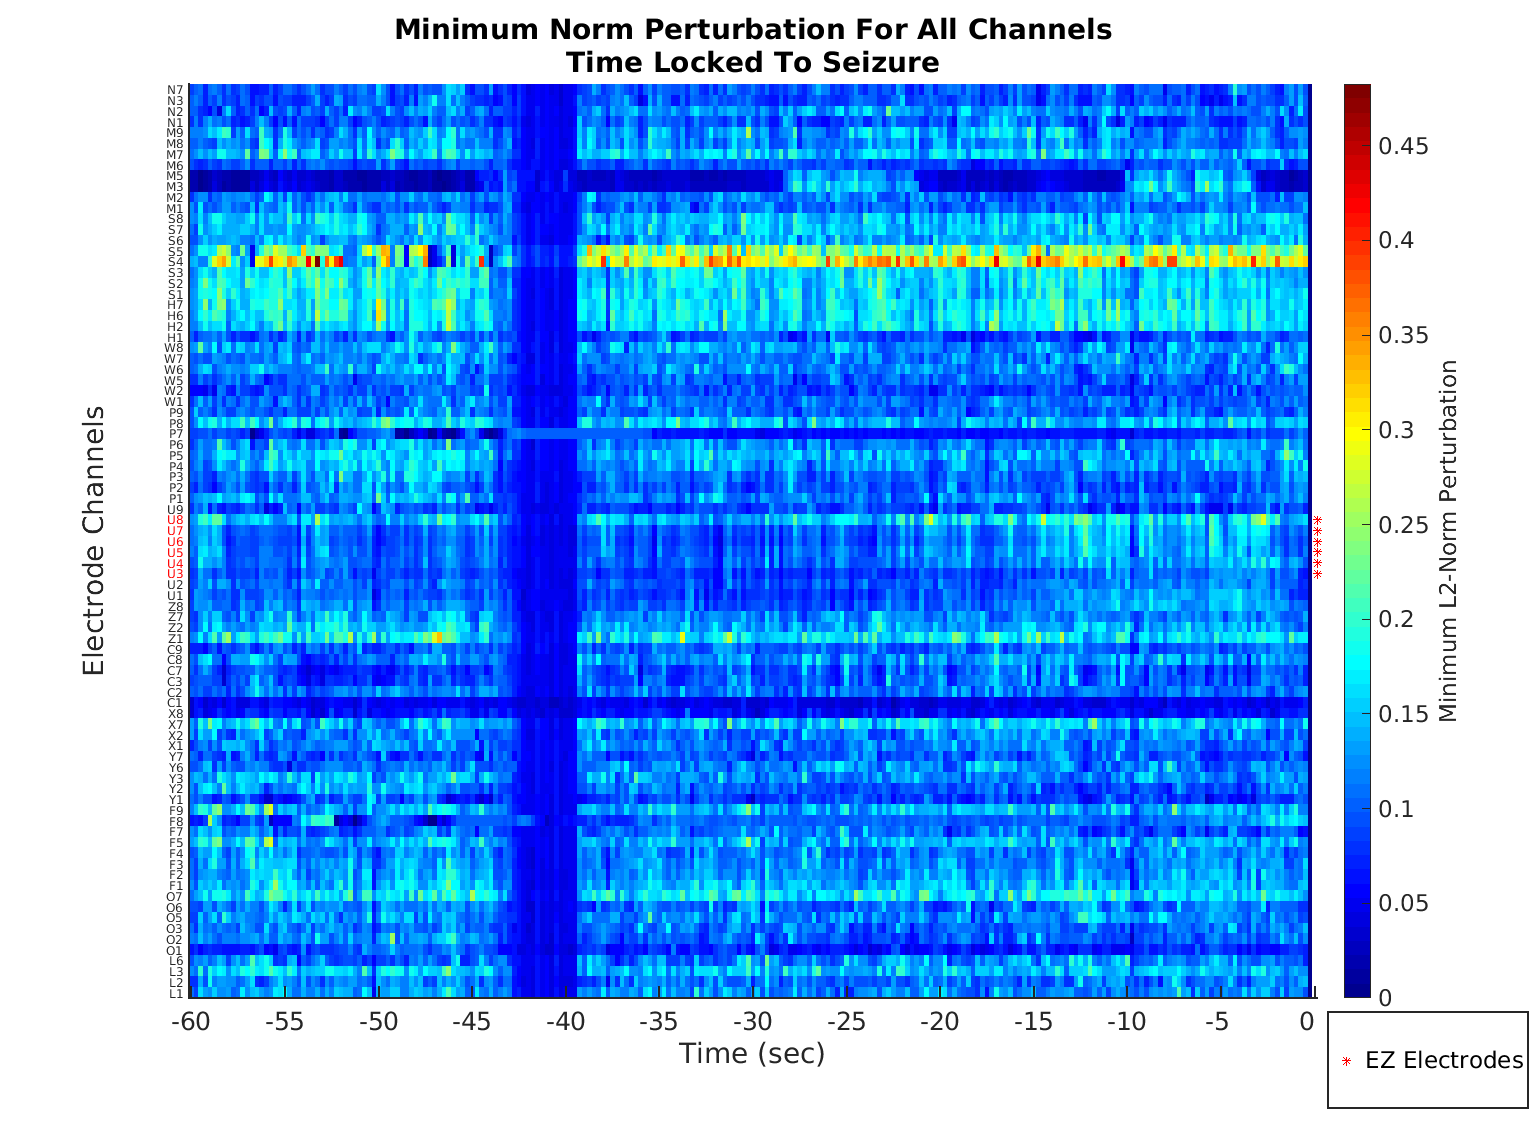 Minimum Norm Perturbation For All Channels
Time Locked To Seizure
Electrode Channels
N7
N3
N2
N1
M9
M8
M7
M6
M5
M3
M2
M1
S8
S7
S6
S5
S4
S3
S2
S1
H7
H6
H2
H1
W8
W7
W6
W5
W2
W1
P9
P8
P7
P6
P5
P4
P3
P2
P1
U9
U8
U7
U6
U5
U4
U3
U2
U1
Z8
Z7
Z2
Z1
C9
C8
C7
C3
C2
C1
X8
X7
X2
X1
Y7
Y6
Y3
Y2
Y1
F9
F8
F7
F5
F4
F3
F2
F1
O7
O6
O5
O3
O2
O1
L6
L3
L2
L1
-60 -55 -50 -45 -40 -35 -30 -25 -20 -15 -10 -5 0
Time (sec)
0.45
0.4
0.35
0.3
0.25
0.2
0.15
0.1
0.05
0
Minimum L2-Norm Perturbation
* EZ Electrodes